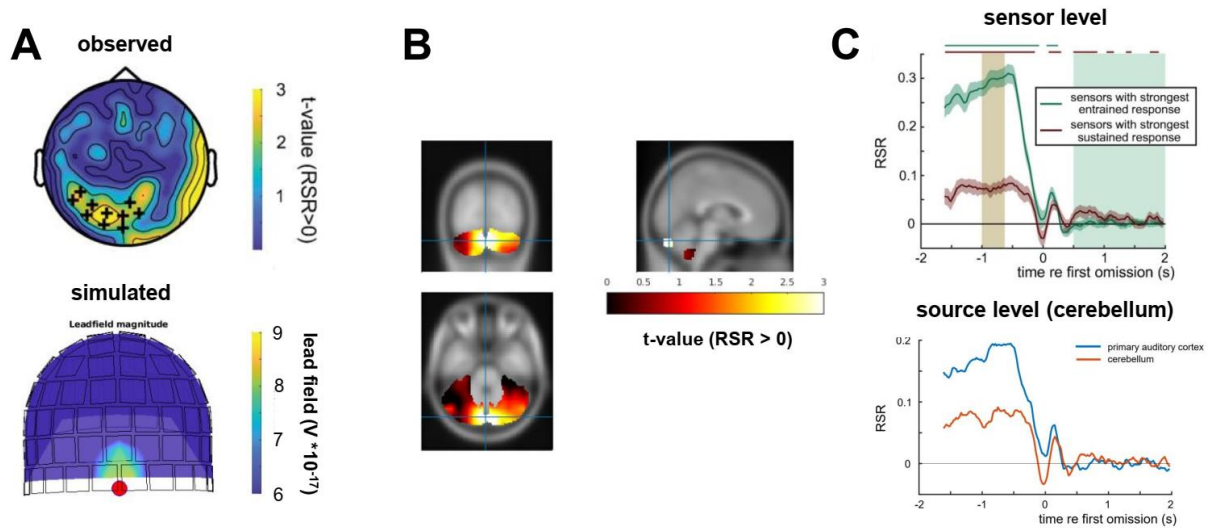 A
observed
3
2
1
t-value (RSR>0)
simulated
Leadfield magnitude
9
8
7
6
lead field (V *10-17)
B
0 0.5 1 1.5 2 2.5 3
t-value (RSR > 0)
C
sensor level
0.3
0.2
0.1
0
RSR
sensors with strongest
entrained response
sensors with strongest
sustained response
-2 -1 0 1 2
time re first omission (s)
source level (cerebellum)
0.2
0.1
0
RSR
primary auditory cortex
cerebellum
-2 -1 0 1 2
time re first omission (s)